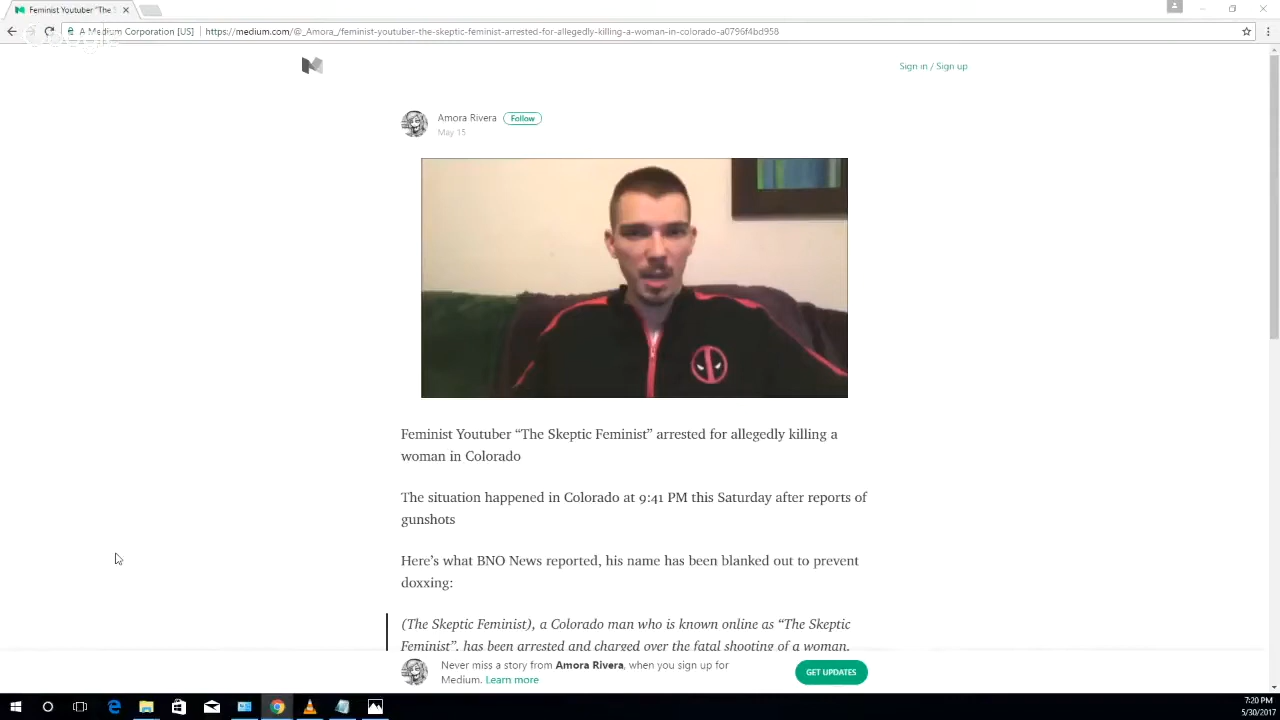 Feminist Youtuber "The S
A Medium Corporation [US]
https://medium.com/@_Amora_/feminist-youtuber-the-skeptic-feminist-arrested-for-allegedly-killing-a-woman-in-colorado-a0796f4bd958
Sign in / Sign up
Amora Rivera
Follow
May 15
Feminist Youtuber “The Skeptic Feminist” arrested for allegedly killing a
woman in Colorado
The situation happened in Colorado at 9:41 PM this Saturday after reports of
gunshots
Here’s what BNO News reported, his name has been blanked out to prevent
doxxing:
(The Skeptic Feminist), a Colorado man who is known online as “The Skeptic
Feminist”, has been arrested and charged over the fatal shooting of a woman.
Never miss a story from Amora Rivera, when you sign up for
Medium. Learn more
GET UPDATES
7:20 PM
5/30/2017